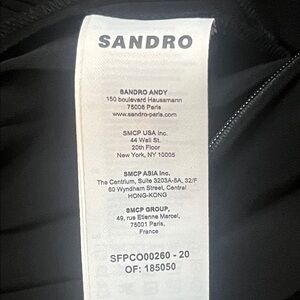 SANDRO
SANDRO ANDY
150 boulevard Haussmann
75008 Paris
www.sandro-paris.com
SMCP USA Inc.
44 Wall St.
20th Floor
New York, NY 10005
SMCP ASIA Inc.
The Centrium, Suite 3203A-5A, 32/F
60 Wyndham Street, Central
HONG-KONG
SMCP GROUP,
49, rue Etienne Marcel,
75001 Paris,
France
SFPCO00260 - 20
OF: 185050